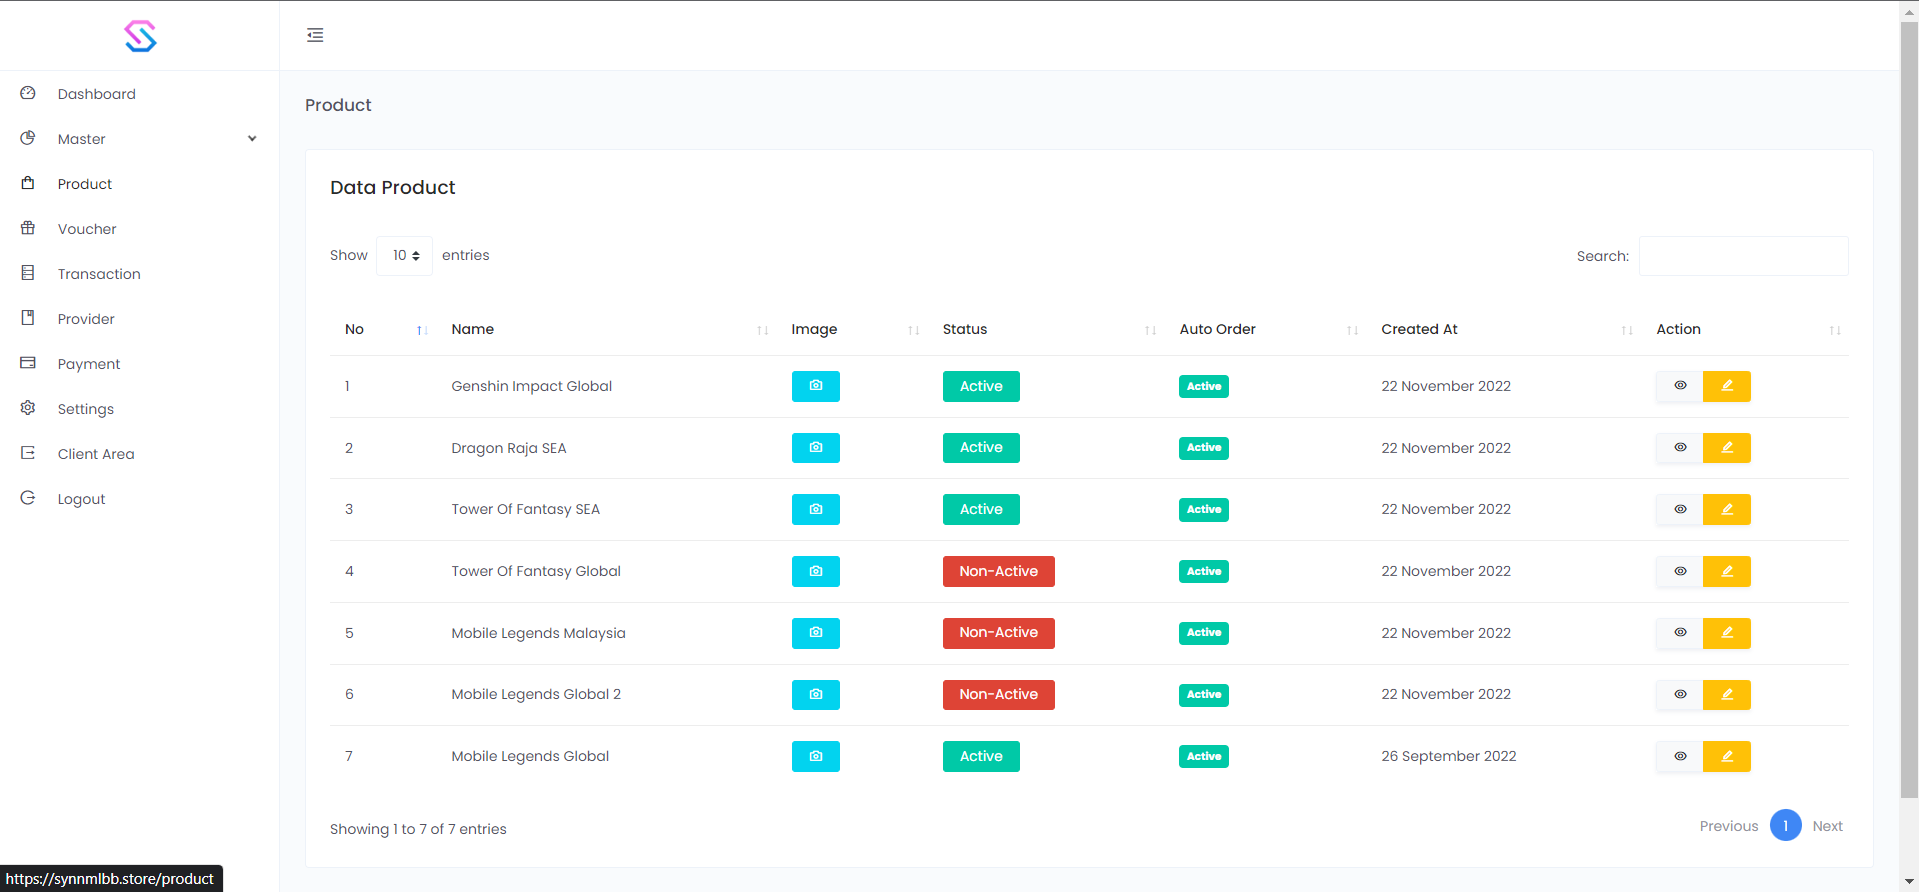 Dashboard
Master
Product
Voucher
Transaction
Provider
Payment
Settings
Client Area
Logout
Product
Data Product
Show 10 entries
Search:
No Name Image Status Auto Order Created At Action
1 Genshin Impact Global Active Active 22 November 2022
2 Dragon Raja SEA Active Active 22 November 2022
3 Tower Of Fantasy SEA Active Active 22 November 2022
4 Tower Of Fantasy Global Non-Active Active 22 November 2022
5 Mobile Legends Malaysia Non-Active Active 22 November 2022
6 Mobile Legends Global 2 Non-Active Active 22 November 2022
7 Mobile Legends Global Active Active 26 September 2022
Showing 1 to 7 of 7 entries
Previous 1 Next
https://synnmlbb.store/product